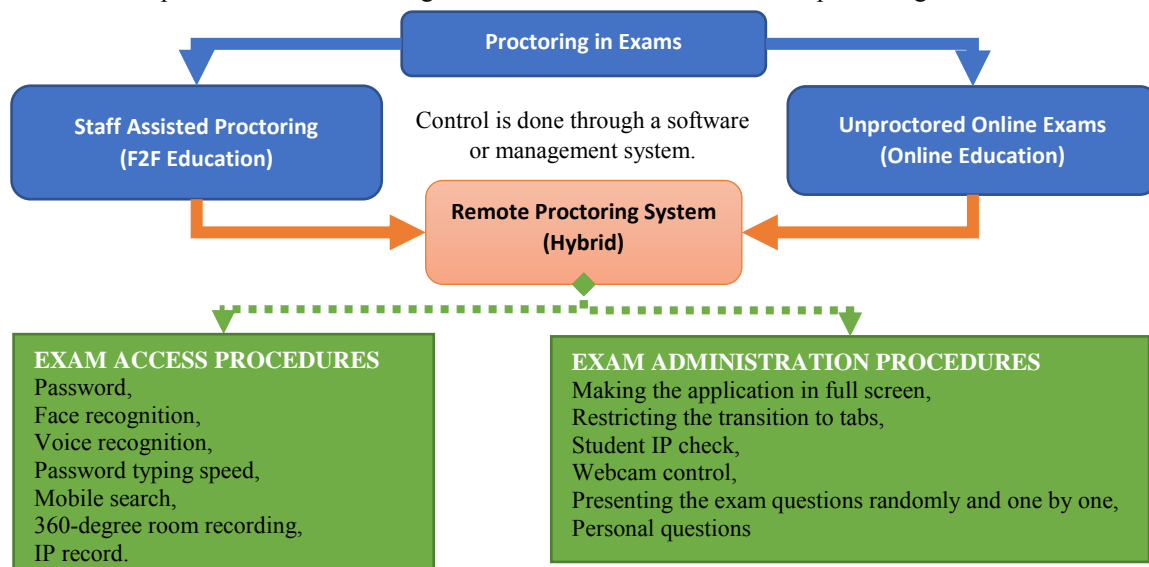 Proctoring in Exams
Staff Assisted Proctoring
(F2F Education)
Control is done through a software
or management system.
Unproctored Online Exams
(Online Education)
Remote Proctoring System
(Hybrid)
EXAM ACCESS PROCEDURES
Password,
Face recognition,
Voice recognition,
Password typing speed,
Mobile search,
360-degree room recording,
IP record.
EXAM ADMINISTRATION PROCEDURES
Making the application in full screen,
Restricting the transition to tabs,
Student IP check,
Webcam control,
Presenting the exam questions randomly and one by one,
Personal questions